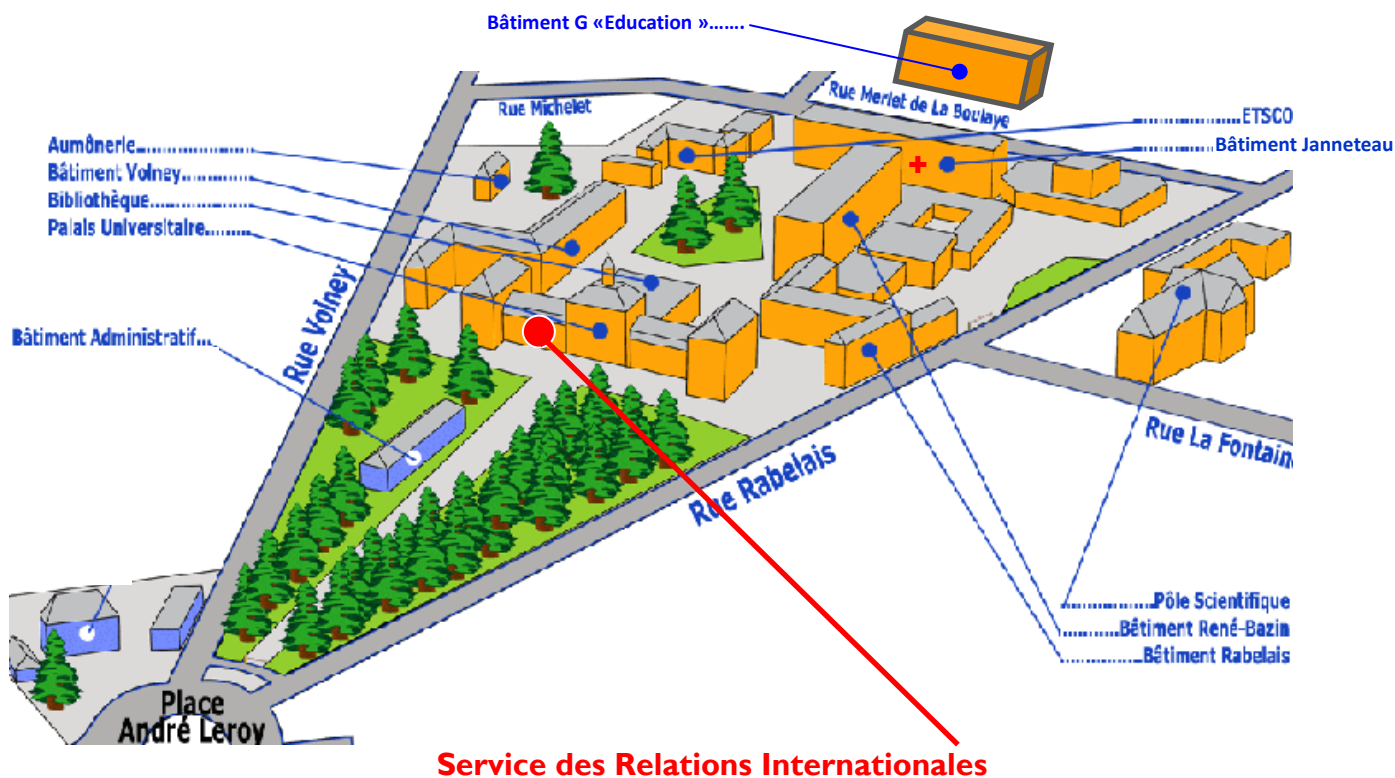 Bâtiment G «Education ».......
Rue Michelet
Rue Merlet de La Boulaye
ETSCO
Bâtiment Janneteau
Aumônerie
Bâtiment Volney
Bibliothèque
Palais Universitaire
Rue Volney
Bâtiment Administratif...
Rue La Fontain
Rue Rabelais
Pôle Scientifique
Bâtiment René-Bazin
Bâtiment Rabelais
Place
André Leroy
Service des Relations Internationales